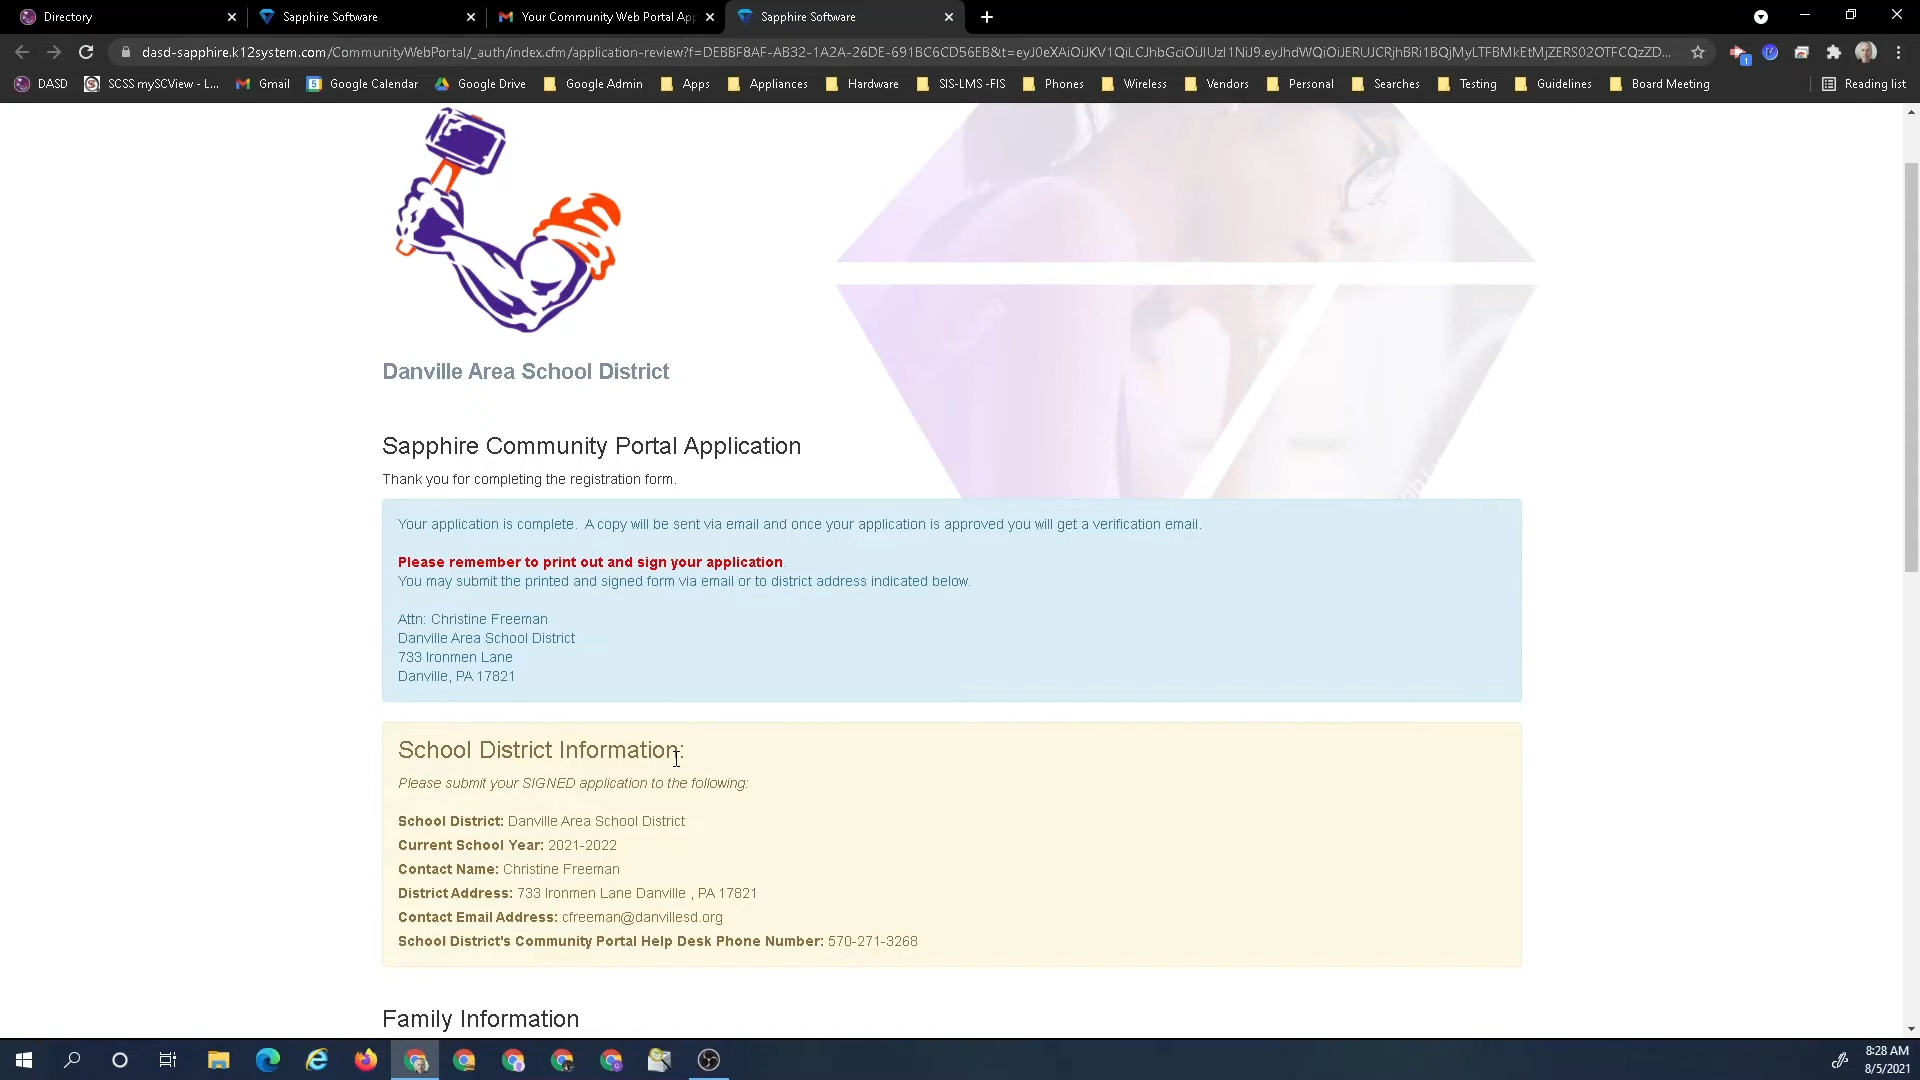 Directory
Sapphire Software
Your Community Web Portal Ap
Sapphire Software
dasd-sapphire.k12system.com/CommunityWebPortal/_auth/index.cfm/application-review?f=DEBBF8AF-AB32-1A2A-26DE-691BC6CD56EB&t=
DASD
SCSS mySCView - L...
Gmail
Google Calendar
Google Drive
Google Admin
Apps
Appliances
Hardware
SIS-LMS -FIS
Phones
Wireless
Vendors
Personal
Searches
Testing
Guidelines
Board Meeting
Reading list
Danville Area School District
Sapphire Community Portal Application
Thank you for completing the registration form.
Your application is complete. A copy will be sent via email and once your application is approved you will get a verification email.
Please remember to print out and sign your application.
You may submit the printed and signed form via email or to district address indicated below.
Attn: Christine Freeman
Danville Area School District
733 Ironmen Lane
Danville, PA 17821
School District Information:
Please submit your SIGNED application to the following:
School District: Danville Area School District
Current School Year: 2021-2022
Contact Name: Christine Freeman
District Address: 733 Ironmen Lane Danville , PA 17821
Contact Email Address: cfreeman@danvillesd.org
School District's Community Portal Help Desk Phone Number: 570-271-3268
Family Information
8:28 AM
8/5/2021